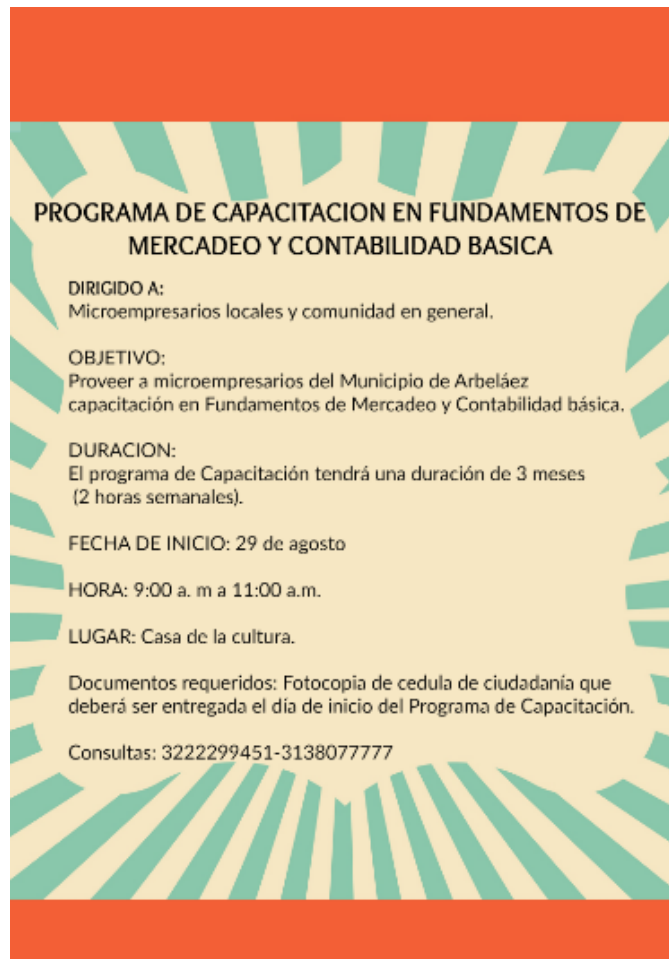 PROGRAMA DE CAPACITACION EN FUNDAMENTOS DE
MERCADEO Y CONTABILIDAD BASICA
DIRIGIDO A:
Microempresarios locales y comunidad en general.
OBJETIVO:
Proveer a microempresarios del Municipio de Arbeláez
capacitación en Fundamentos de Mercadeo y Contabilidad básica.
DURACION:
El programa de Capacitación tendrá una duración de 3 meses
(2 horas semanales).
FECHA DE INICIO: 29 de agosto
HORA: 9:00 a. m a 11:00 a.m.
LUGAR: Casa de la cultura.
Documentos requeridos: Fotocopia de cedula de ciudadanía que
deberá ser entregada el día de inicio del Programa de Capacitación.
Consultas: 3222299451-3138077777